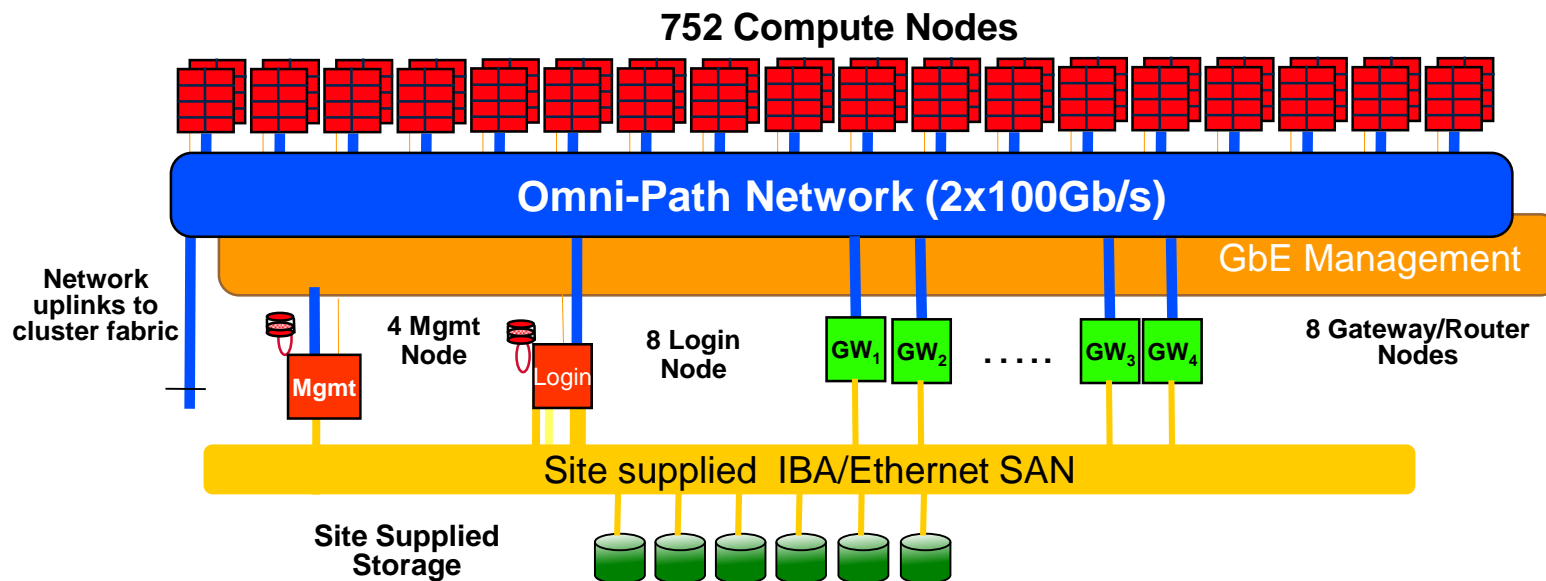 752 Compute Nodes
Omni-Path Network (2x100Gb/s)
GbE Management
Network
uplinks to
cluster fabric
4 Mgmt
Node
8 Login
Node
GW1
GW2
. . . . .
GW3
GW4
8 Gateway/Router
Nodes
Mgmt
Login
Site supplied IBA/Ethernet SAN
Site Supplied
Storage